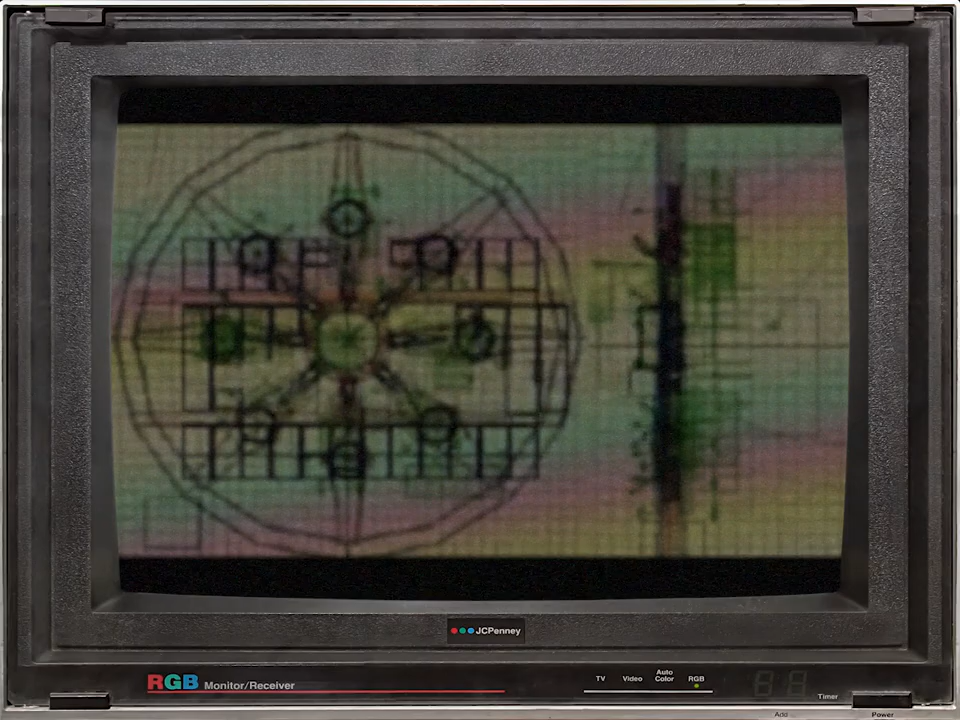 JCPenney
RGB Monitor/Receiver
TV Video Auto Color RGB
Timer
Power